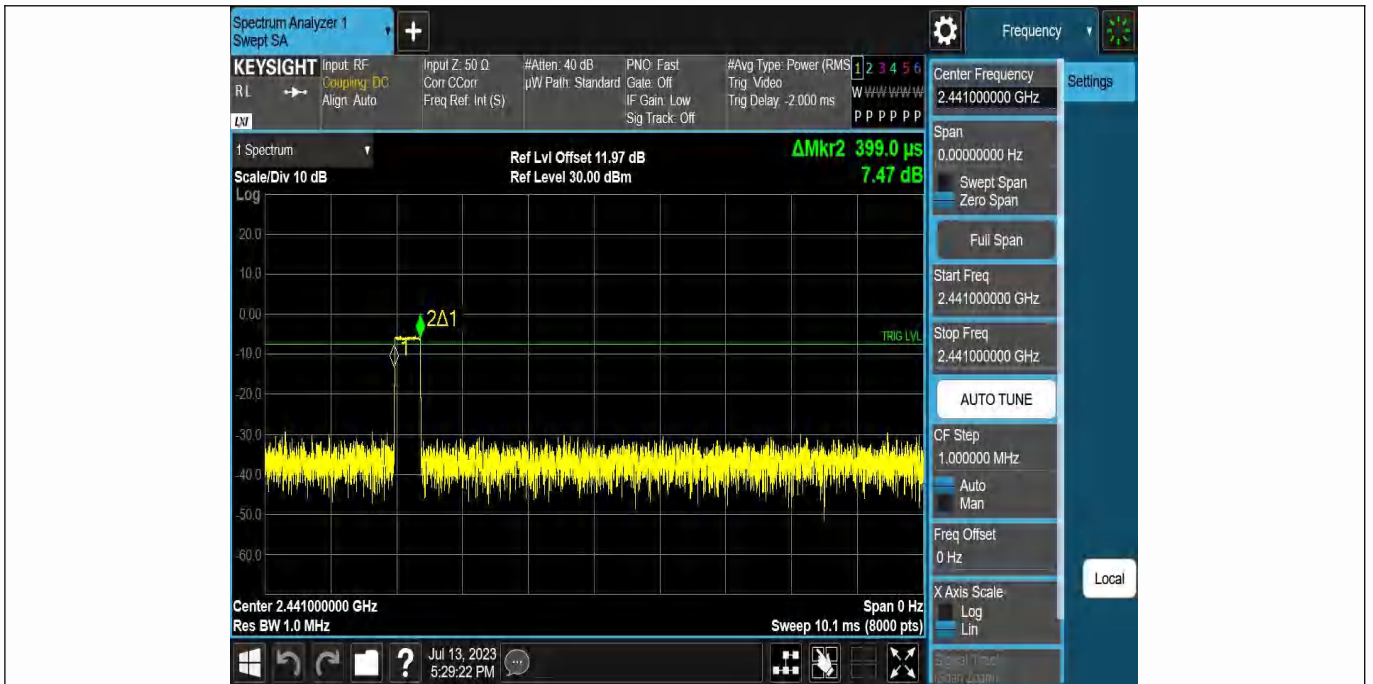 Spectrum Analyzer 1
Swept SA
+
Frequency
KEYSIGHT
RL
LXI
Input: RF
Coupling: DC
Align: Auto
Input Z: 50 Ω
Corr CCorr
Freq Ref: Int (S)
#Atten: 40 dB
µW Path: Standard
PNO: Fast
Gate: Off
IF Gain: Low
Sig Track: Off
#Avg Type: Power (RMS
Trig: Video
Trig Delay: -2.000 ms
1 2 3 4 5 6
W W W W W W
P P P P P P
Center Frequency
2.441000000 GHz
Settings
Span
0.00000000 Hz
Swept Span
Zero Span
Full Span
Start Freq
2.441000000 GHz
Stop Freq
2.441000000 GHz
AUTO TUNE
CF Step
1.000000 MHz
Auto
Man
Freq Offset
0 Hz
X Axis Scale
Log
Lin
Local
1 Spectrum
Scale/Div 10 dB
Log
Ref Lvl Offset 11.97 dB
Ref Level 30.00 dBm
ΔMkr2 399.0 µs
7.47 dB
20.0
10.0
0.00
-10.0
-20.0
-30.0
-40.0
-50.0
-60.0
2Δ1
1
TRIG LVL
Center 2.441000000 GHz
Res BW 1.0 MHz
Span 0 Hz
Sweep 10.1 ms (8000 pts)
?
Jul 13, 2023
5:29:22 PM